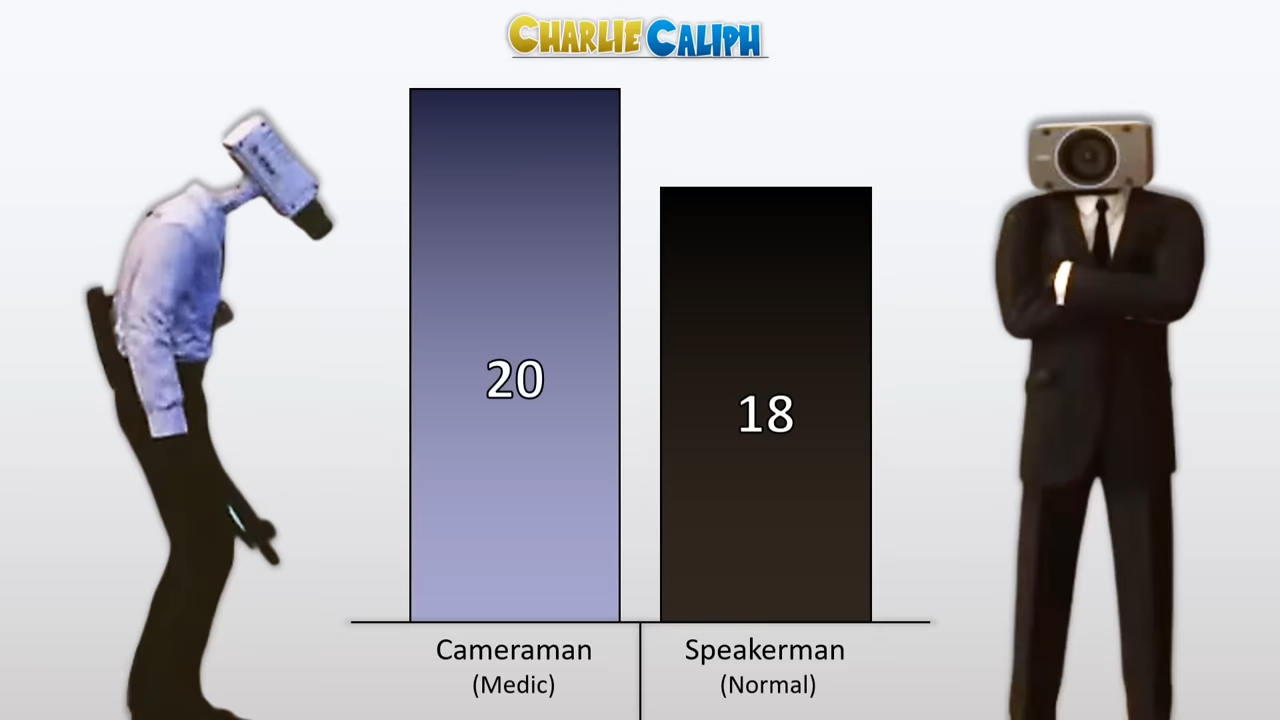 CHARLIE CALIPH
20
18
Cameraman
(Medic)
Speakerman
(Normal)